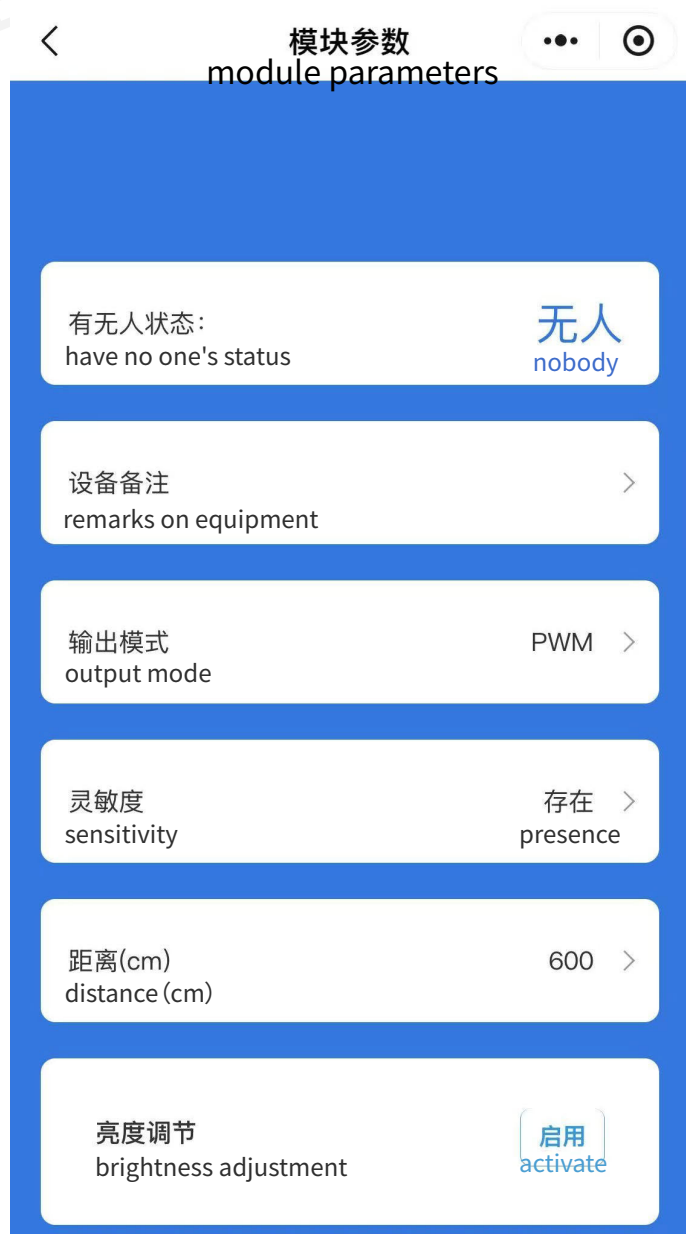 模块参数
module parameters
有无人状态:
无人
have no one's status
nobody
设备备注
remarks on equipment
输出模式
PWM
output mode
灵敏度
存在
sensitivity
presence
距离(cm)
600
distance(cm)
亮度调节
启用
brightness adjustment
activate